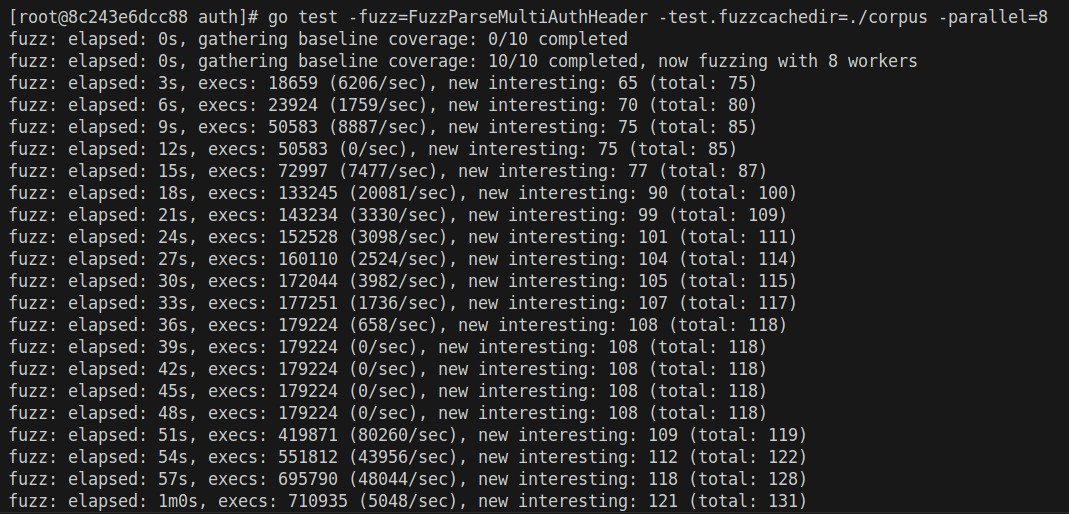 [root@8c243e6dcc88 auth]# go test -fuzz=FuzzParseMultiAuthHeader -test.fuzzcachedir=./corpus -parallel=8
fuzz: elapsed: 0s, gathering baseline coverage: 0/10 completed
fuzz: elapsed: 0s, gathering baseline coverage: 10/10 completed, now fuzzing with 8 workers
fuzz: elapsed: 3s, execs: 18659 (6206/sec), new interesting: 65 (total: 75)
fuzz: elapsed: 6s, execs: 23924 (1759/sec), new interesting: 70 (total: 80)
fuzz: elapsed: 9s, execs: 50583 (8887/sec), new interesting: 75 (total: 85)
fuzz: elapsed: 12s, execs: 50583 (0/sec), new interesting: 75 (total: 85)
fuzz: elapsed: 15s, execs: 72997 (7477/sec), new interesting: 77 (total: 87)
fuzz: elapsed: 18s, execs: 133245 (20081/sec), new interesting: 90 (total: 100)
fuzz: elapsed: 21s, execs: 143234 (3330/sec), new interesting: 99 (total: 109)
fuzz: elapsed: 24s, execs: 152528 (3098/sec), new interesting: 101 (total: 111)
fuzz: elapsed: 27s, execs: 160110 (2524/sec), new interesting: 104 (total: 114)
fuzz: elapsed: 30s, execs: 172044 (3982/sec), new interesting: 105 (total: 115)
fuzz: elapsed: 33s, execs: 177251 (1736/sec), new interesting: 107 (total: 117)
fuzz: elapsed: 36s, execs: 179224 (658/sec), new interesting: 108 (total: 118)
fuzz: elapsed: 39s, execs: 179224 (0/sec), new interesting: 108 (total: 118)
fuzz: elapsed: 42s, execs: 179224 (0/sec), new interesting: 108 (total: 118)
fuzz: elapsed: 45s, execs: 179224 (0/sec), new interesting: 108 (total: 118)
fuzz: elapsed: 48s, execs: 179224 (0/sec), new interesting: 108 (total: 118)
fuzz: elapsed: 51s, execs: 419871 (80260/sec), new interesting: 109 (total: 119)
fuzz: elapsed: 54s, execs: 551812 (43956/sec), new interesting: 112 (total: 122)
fuzz: elapsed: 57s, execs: 695790 (48044/sec), new interesting: 118 (total: 128)
fuzz: elapsed: 1m0s, execs: 710935 (5048/sec), new interesting: 121 (total: 131)